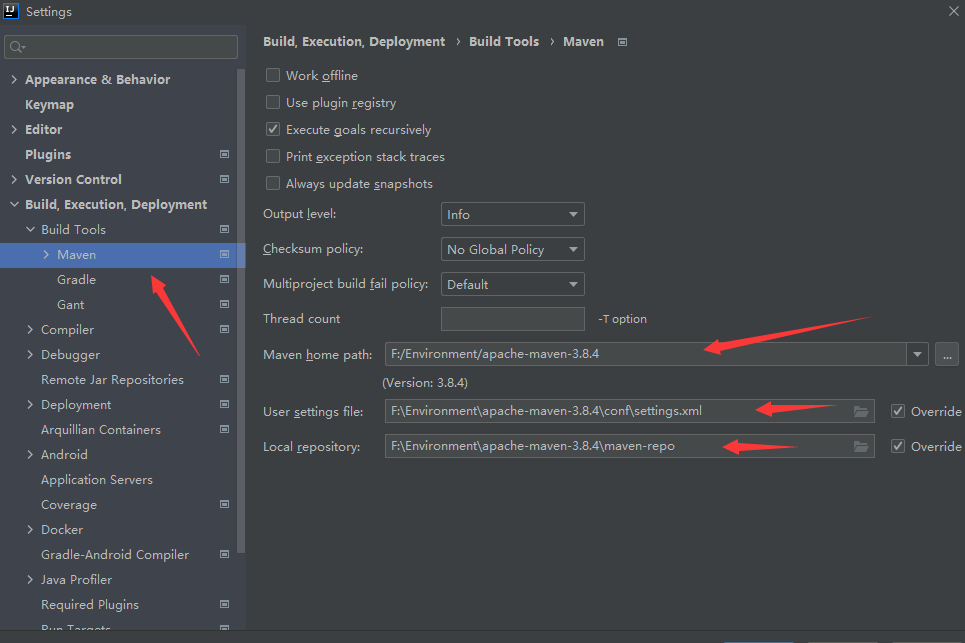 Settings
Appearance & Behavior
Keymap
Editor
Plugins
Version Control
Build, Execution, Deployment
Build Tools
Maven
Gradle
Gant
Compiler
Debugger
Remote Jar Repositories
Deployment
Arquillian Containers
Android
Application Servers
Coverage
Docker
Gradle-Android Compiler
Java Profiler
Required Plugins
Run Targets
Build, Execution, Deployment › Build Tools › Maven
Work offline
Use plugin registry
Execute goals recursively
Print exception stack traces
Always update snapshots
Output level: Info
Checksum policy: No Global Policy
Multiproject build fail policy: Default
Thread count -T option
Maven home path: F:/Environment/apache-maven-3.8.4 ...
(Version: 3.8.4)
User settings file: F:\Environment\apache-maven-3.8.4\conf\settings.xml Override
Local repository: F:\Environment\apache-maven-3.8.4\maven-repo Override